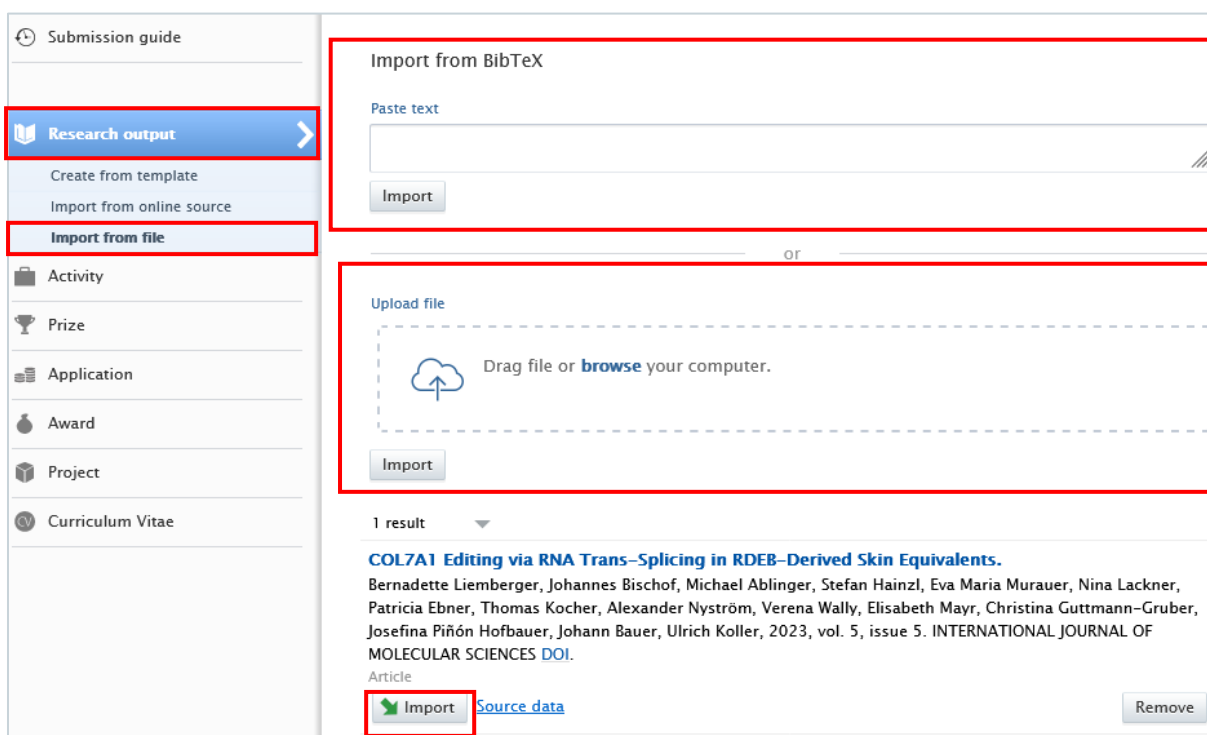 Submission guide
Research output
Create from template
Import from online source
Import from file
Activity
Prize
Application
Award
Project
CV Curriculum Vitae
Import from BibTeX
Paste text
Import
or
Upload file
Drag file or browse your computer.
Import
1 result
COL7A1 Editing via RNA Trans-Splicing in RDEB-Derived Skin Equivalents.
Bernadette Liemberger, Johannes Bischof, Michael Ablinger, Stefan Hainzl, Eva Maria Murauer, Nina Lackner,
Patricia Ebner, Thomas Kocher, Alexander Nyström, Verena Wally, Elisabeth Mayr, Christina Guttmann-Gruber,
Josefina Piñón Hofbauer, Johann Bauer, Ulrich Koller, 2023, vol. 5, issue 5. INTERNATIONAL JOURNAL OF
MOLECULAR SCIENCES DOI.
Article
Import Source data Remove